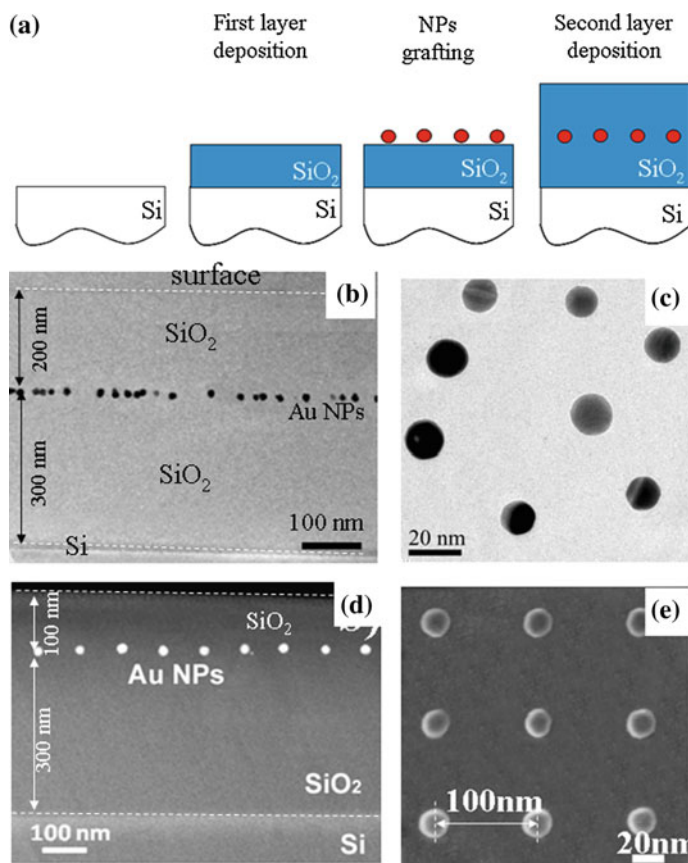 (a)
First layer
deposition
NPs
grafting
Second layer
deposition
Si
SiO₂
Si
SiO₂
Si
SiO₂
Si
(b)
surface
200 nm
SiO₂
Au NPs
300 nm
SiO₂
Si
100 nm
(c)
20 nm
(d)
100 nm
SiO₂
Au NPs
300 nm
SiO₂
100 nm
Si
(e)
100nm
20nm